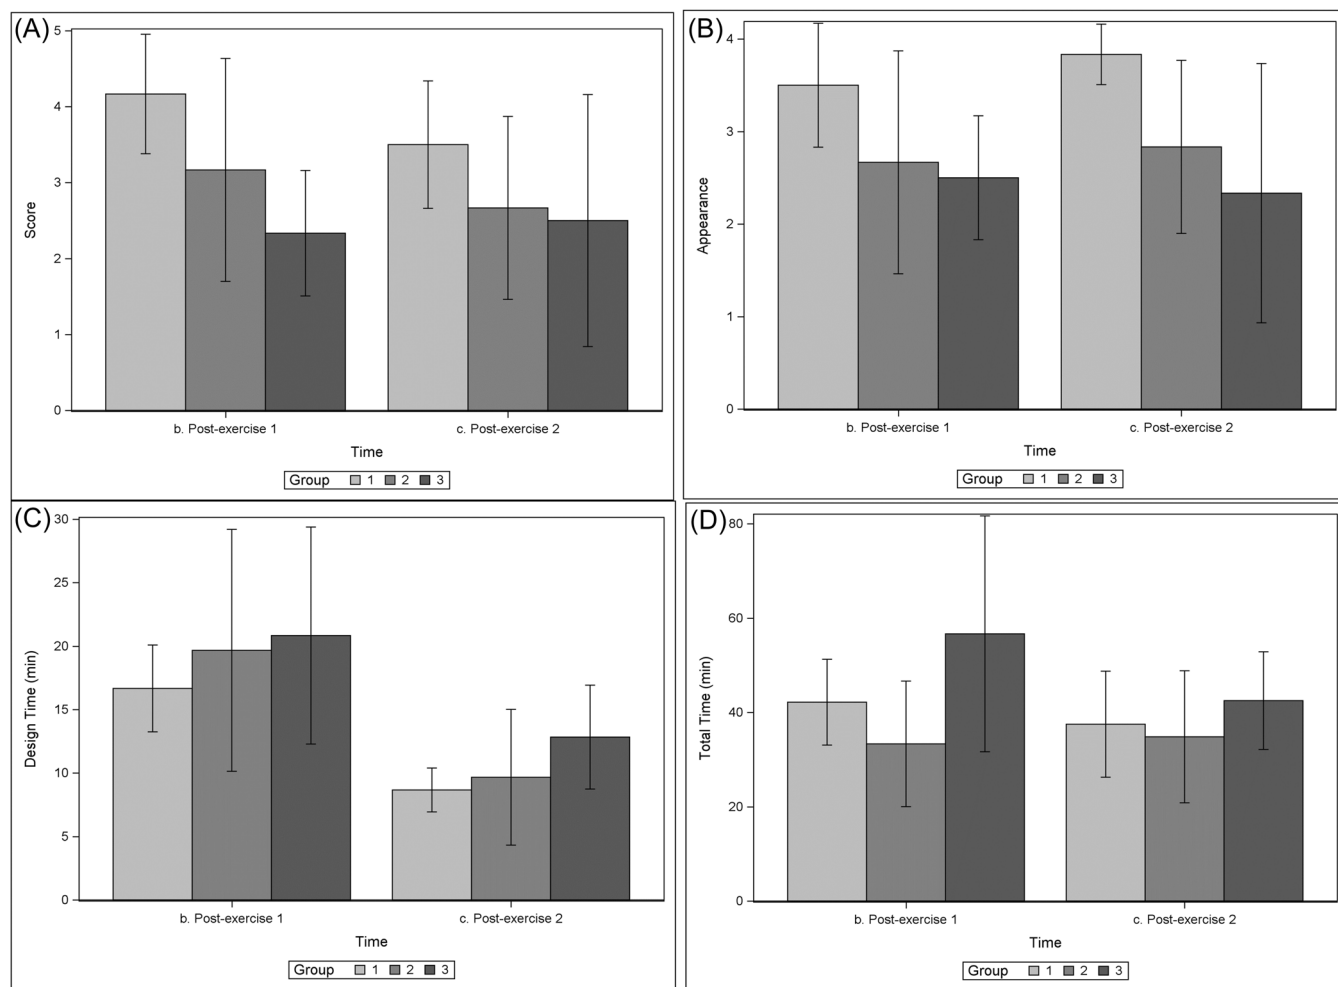 (A)
5
4
3
2
1
0
Score
b. Post-exercise 1
c. Post-exercise 2
Time
Group 1 2 3
(B)
4
3
2
1
0
Appearance
b. Post-exercise 1
c. Post-exercise 2
Time
Group 1 2 3
(C)
30
25
20
15
10
5
0
Design Time (min)
b. Post-exercise 1
c. Post-exercise 2
Time
Group 1 2 3
(D)
80
60
40
20
0
Total Time (min)
b. Post-exercise 1
c. Post-exercise 2
Time
Group 1 2 3